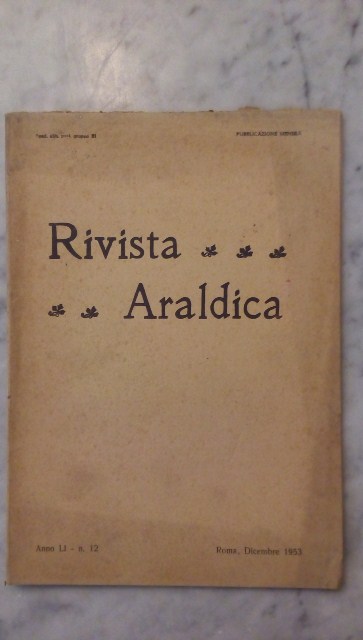 PUBBLICAZIONE MENSILE
Rivista
Araldica
Anno LI - n. 12
Roma, Dicembre 1953